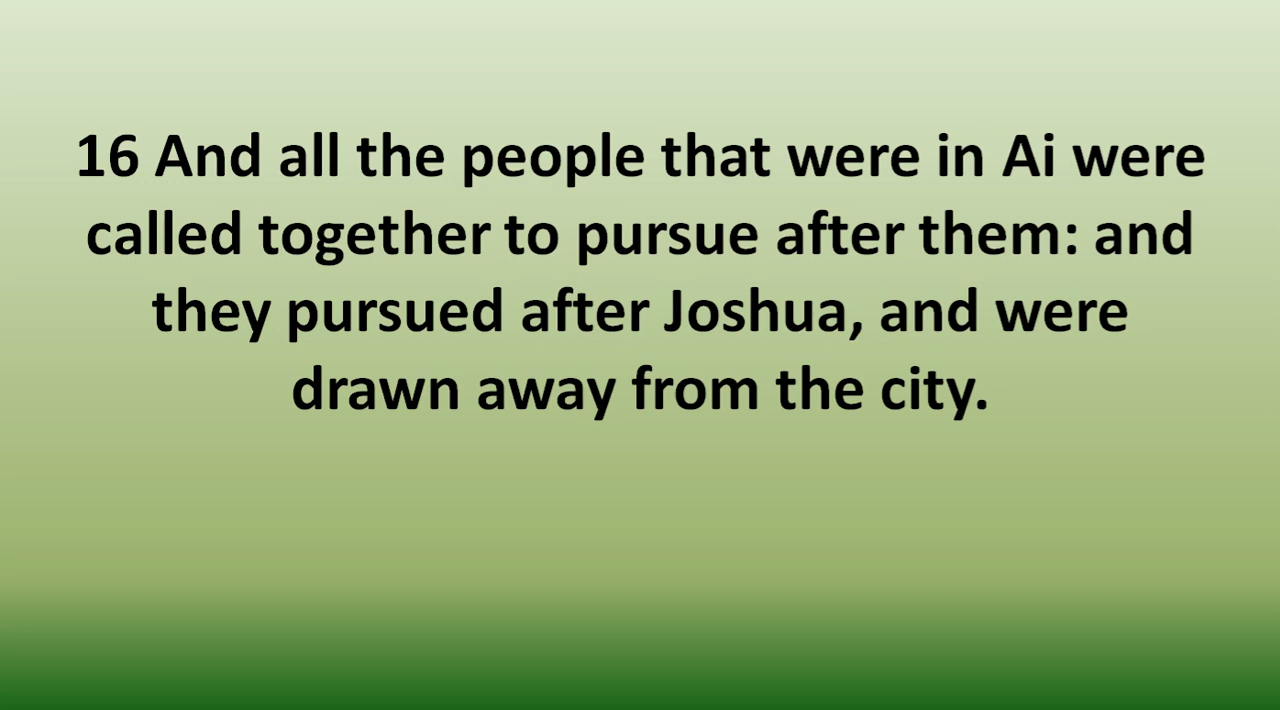 16 And all the people that were in Ai were
called together to pursue after them: and
they pursued after Joshua, and were
drawn away from the city.